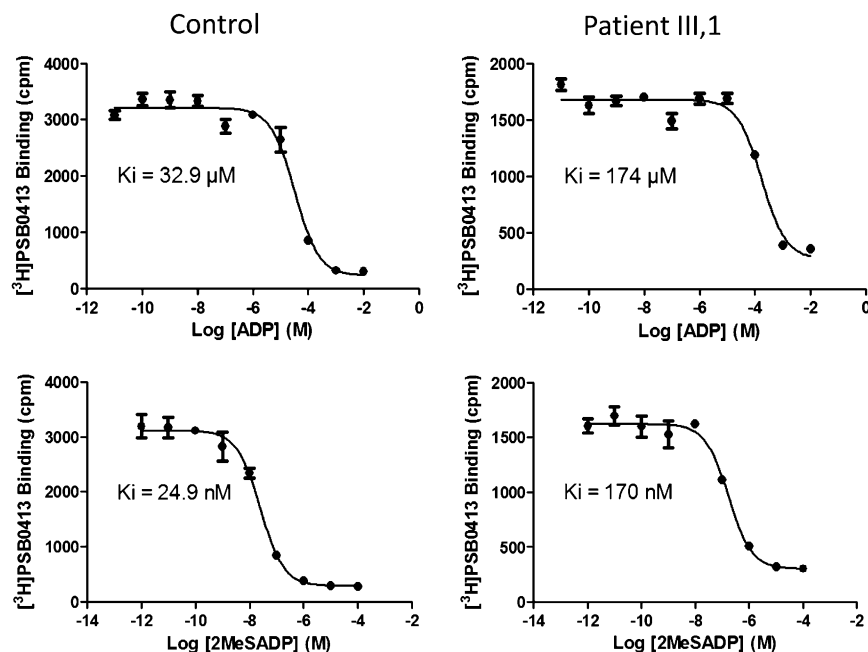 Control
Patient III,1
[³H]PSB0413 Binding (cpm)
4000
3000
2000
1000
0
Ki = 32.9 µM
-12 -10 -8 -6 -4 -2 0
Log [ADP] (M)
[³H]PSB0413 Binding (cpm)
2000
1500
1000
500
0
Ki = 174 µM
-12 -10 -8 -6 -4 -2 0
Log [ADP] (M)
[³H]PSB0413 Binding (cpm)
4000
3000
2000
1000
0
Ki = 24.9 nM
-14 -12 -10 -8 -6 -4 -2
Log [2MeSADP] (M)
[³H]PSB0413 Binding (cpm)
2000
1500
1000
500
0
Ki = 170 nM
-14 -12 -10 -8 -6 -4 -2
Log [2MeSADP] (M)